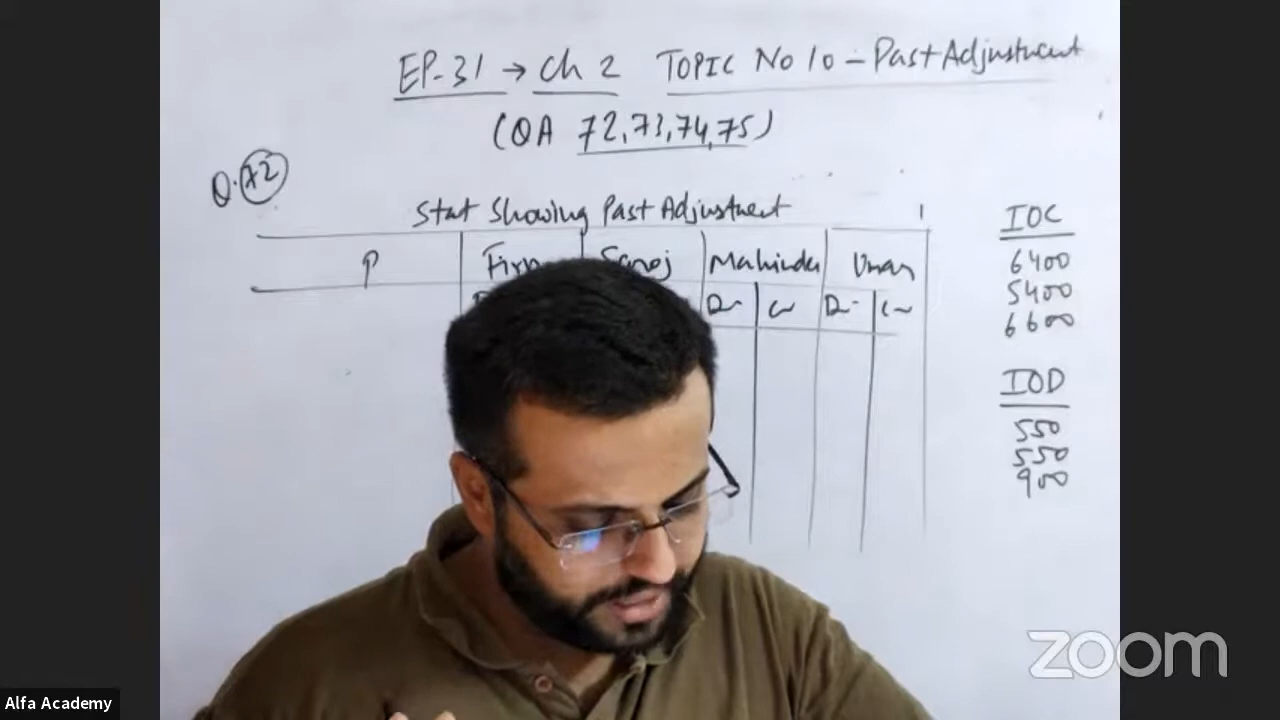 EP-31 → Ch 2 TOPIC No 10 - Past Adjustment
(QA 72,73,74,75)
Q.72
Stat Showing Past Adjustment
P Firm Saroj Mahinder Umar
Dr Cr Dr Cr
IOC
6400
5400
6600
IOD
550
550
900
zoom
Alfa Academy